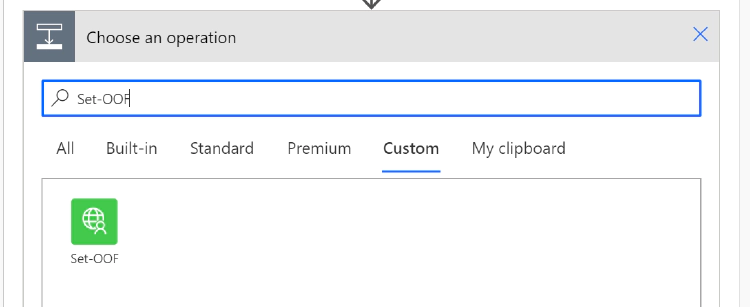 Choose an operation
Set-OOF
All Built-in Standard Premium Custom My clipboard
Set-OOF